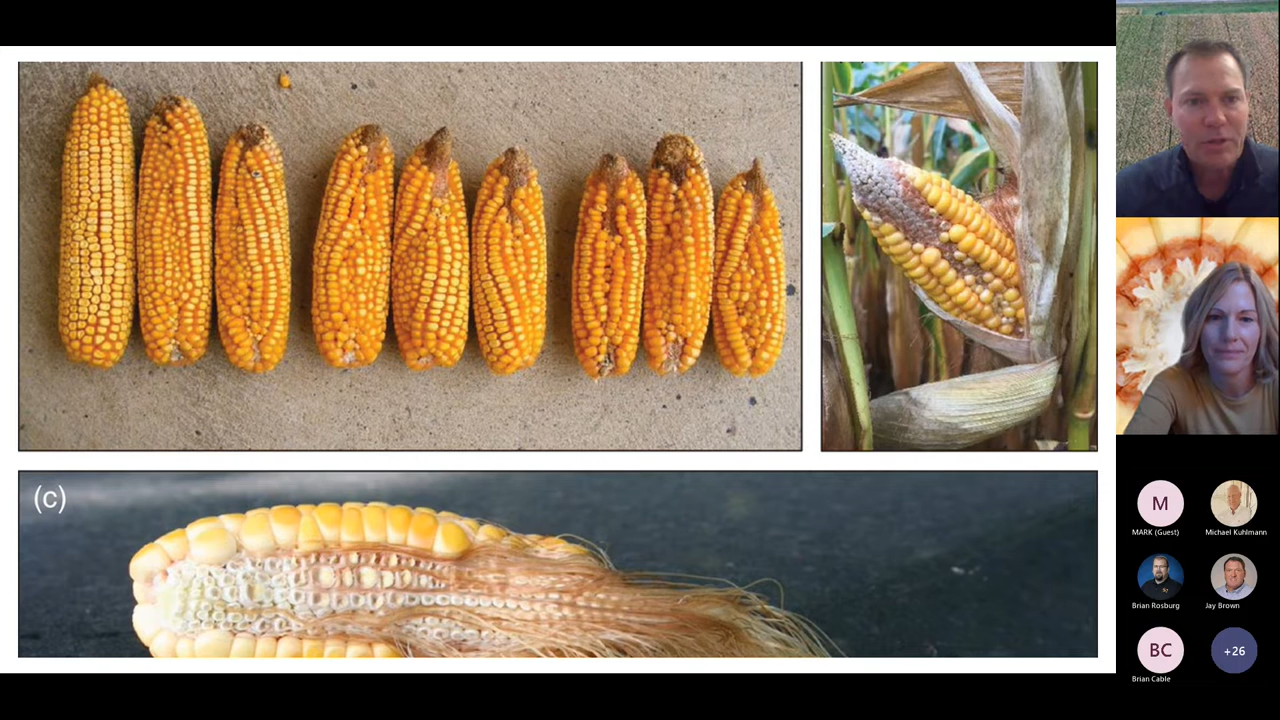 (c)
M
MARK (Guest)
Michael Kuhlmann
Brian Rosburg
Jay Brown
BC
+26
Brian Cable